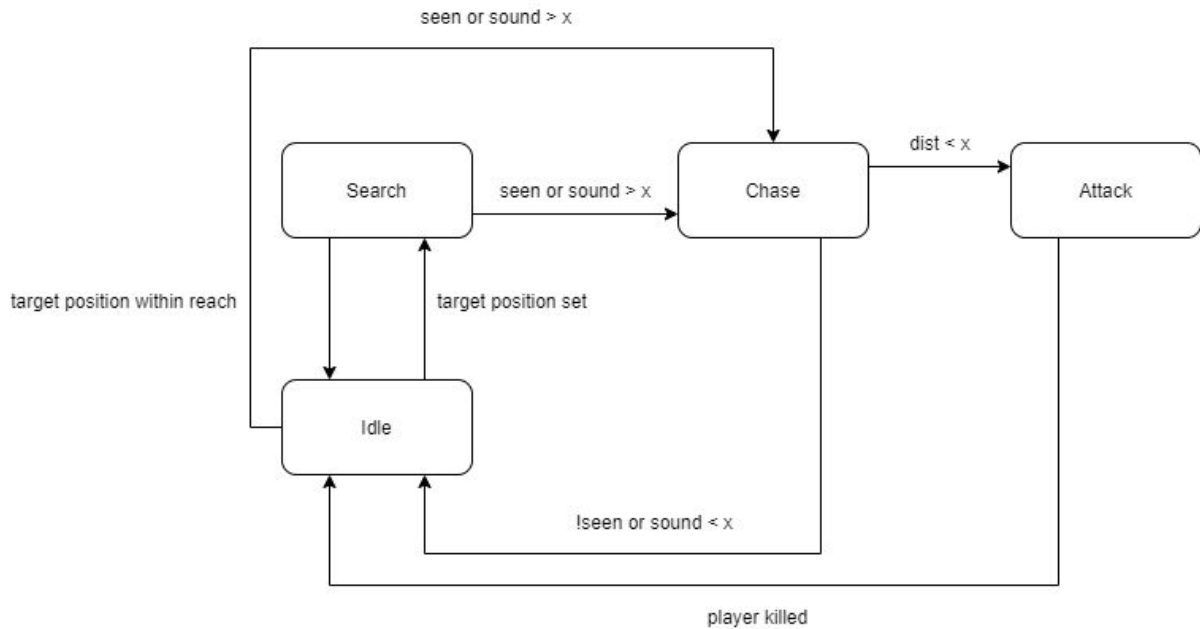 seen or sound > x
dist < x
Search
seen or sound > x
Chase
Attack
target position within reach
target position set
Idle
!seen or sound < x
player killed